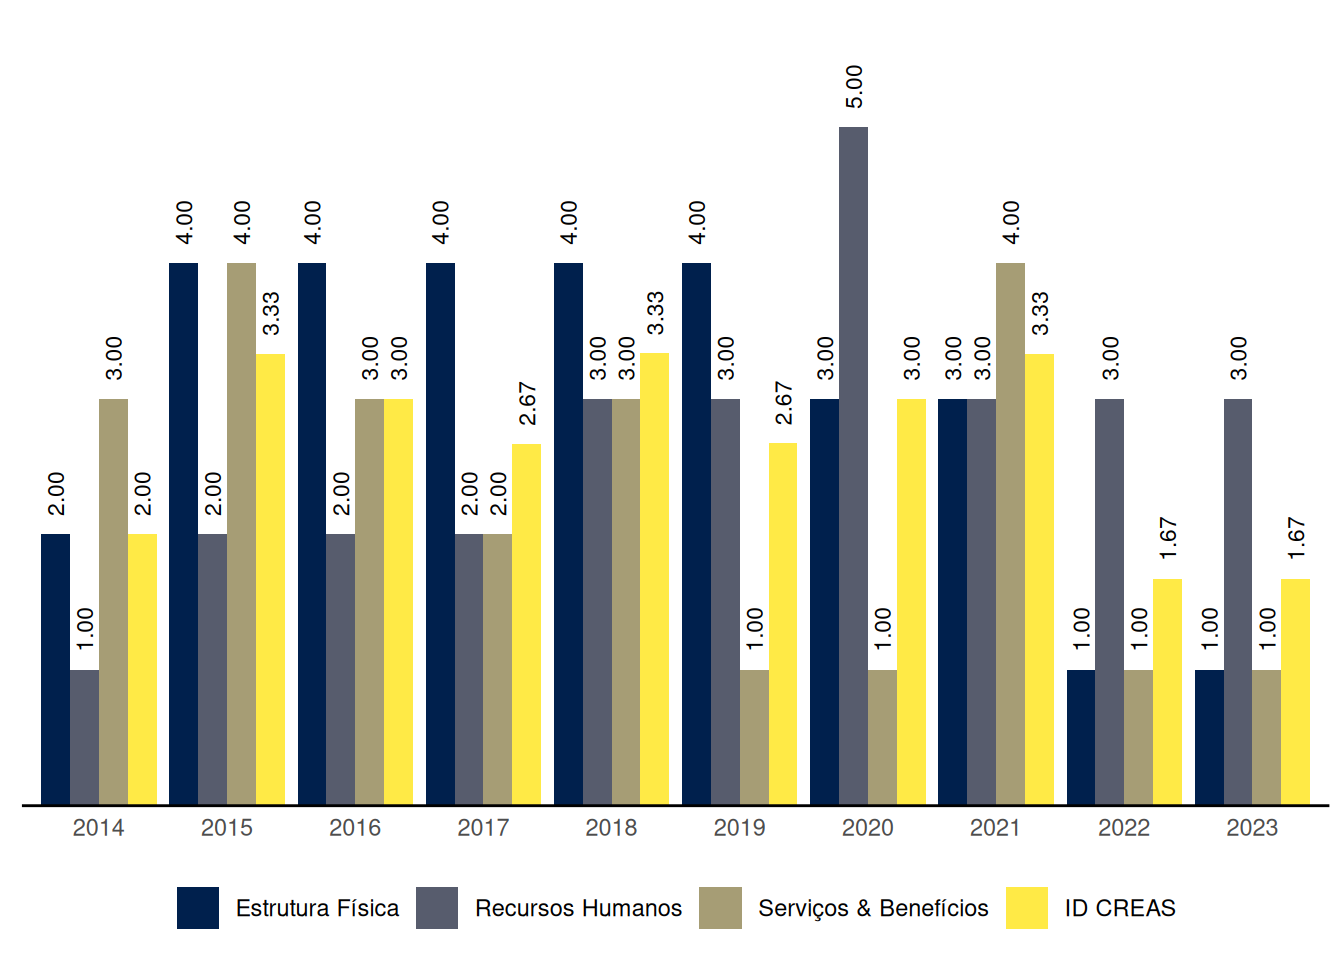 5.00
4.00 4.00 4.00 4.00 4.00 4.00 4.00
3.33 3.33 3.33
3.00 3.00 3.00 3.00 3.00 3.00 3.00 3.00 3.00 3.00 3.00 3.00
2.67 2.67
2.00 2.00 2.00 2.00 2.00 2.00
1.67 1.67
1.00 1.00 1.00 1.00 1.00 1.00 1.00
2014 2015 2016 2017 2018 2019 2020 2021 2022 2023
Estrutura Física Recursos Humanos Serviços & Benefícios ID CREAS